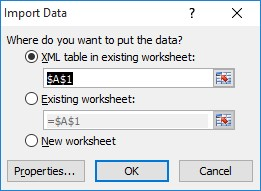 Import Data
Where do you want to put the data?
XML table in existing worksheet:
$A$1
Existing worksheet:
=$A$1
New worksheet
Properties... OK Cancel